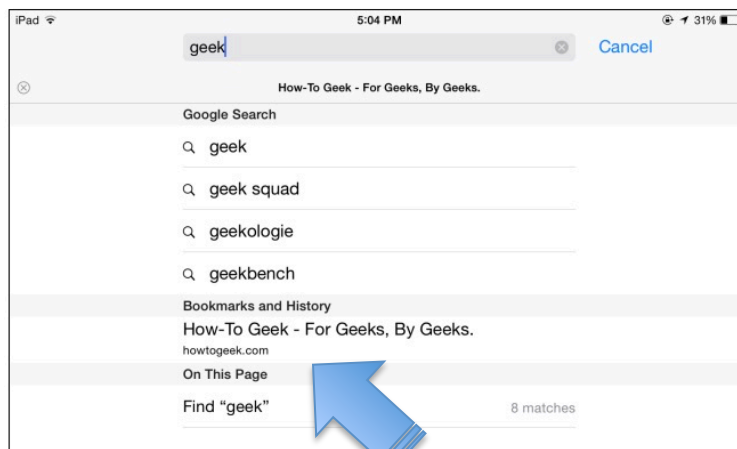 iPad 5:04 PM 31%
geek Cancel
How-To Geek - For Geeks, By Geeks.
Google Search
geek
geek squad
geekologie
geekbench
Bookmarks and History
How-To Geek - For Geeks, By Geeks.
howtogeek.com
On This Page
Find “geek” 8 matches